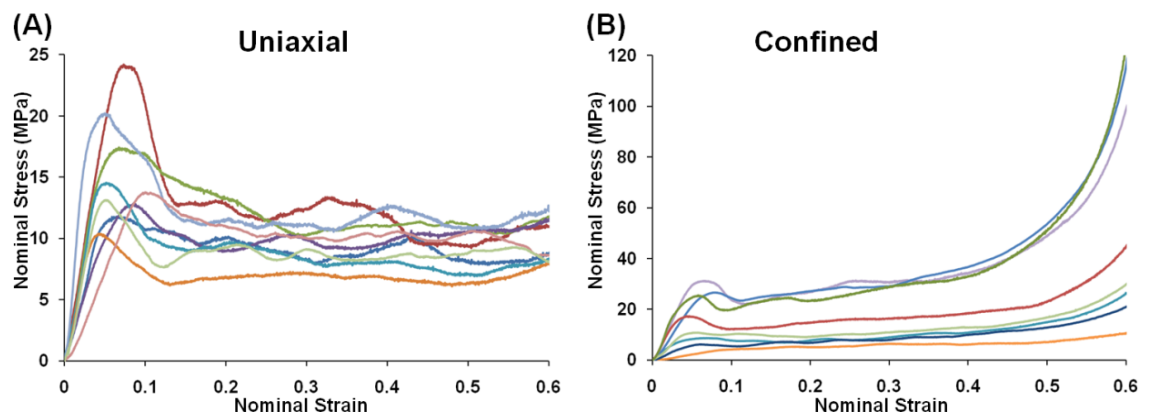 (A)
Uniaxial
Nominal Stress (MPa)
25
20
15
10
5
0
0 0.1 0.2 0.3 0.4 0.5 0.6
Nominal Strain
(B)
Confined
Nominal Stress (MPa)
120
100
80
60
40
20
0
0 0.1 0.2 0.3 0.4 0.5 0.6
Nominal Strain